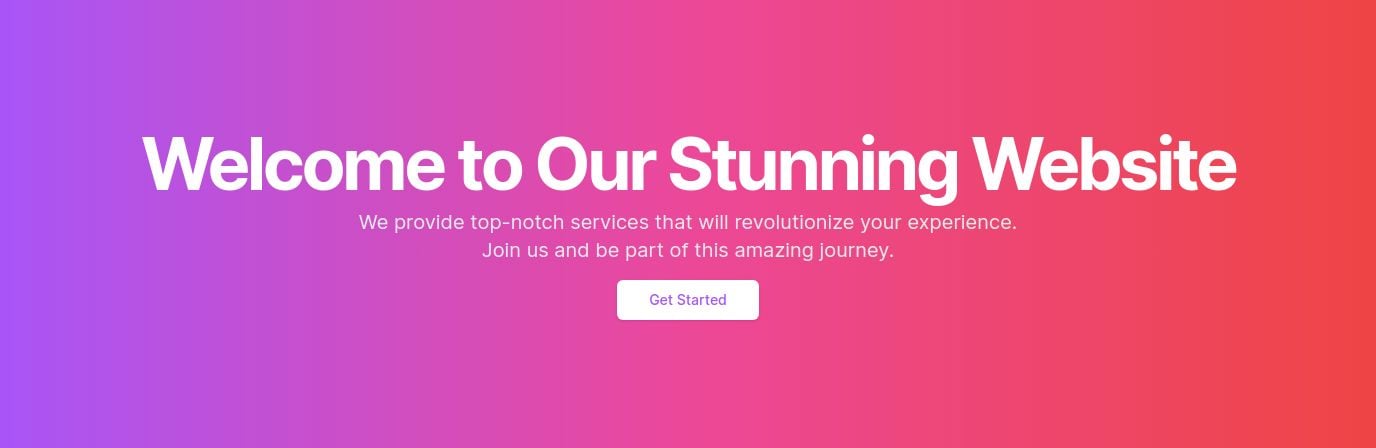 Welcome to Our Stunning Website
We provide top-notch services that will revolutionize your experience.
Join us and be part of this amazing journey.
Get Started